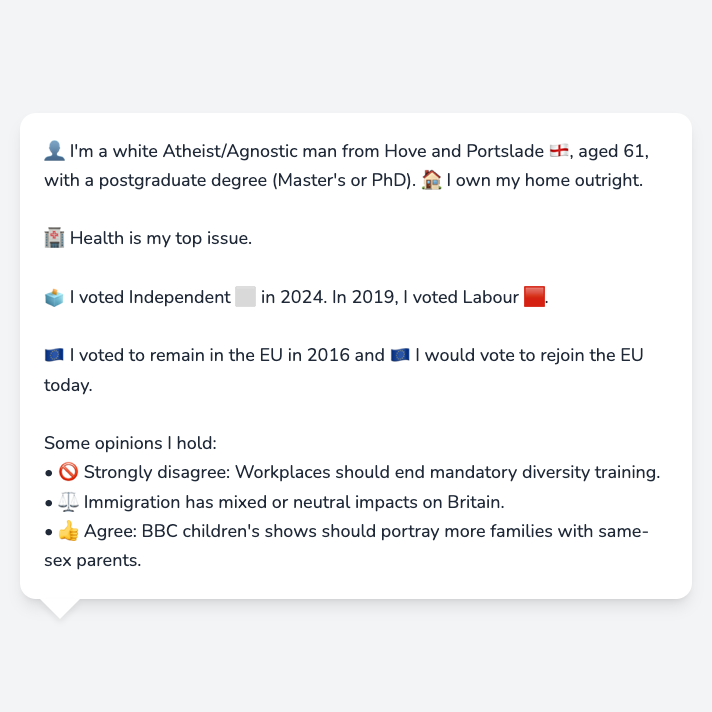 👤 I'm a white Atheist/Agnostic man from Hove and Portslade 🏴󠁧󠁢󠁥󠁮󠁧󠁿, aged 61,
with a postgraduate degree (Master's or PhD). 🏠 I own my home outright.
🏥 Health is my top issue.
🗳️ I voted Independent ⬜ in 2024. In 2019, I voted Labour 🟥.
🇪🇺 I voted to remain in the EU in 2016 and 🇪🇺 I would vote to rejoin the EU
today.
Some opinions I hold:
• 🚫 Strongly disagree: Workplaces should end mandatory diversity training.
• ⚖️ Immigration has mixed or neutral impacts on Britain.
• 👍 Agree: BBC children's shows should portray more families with same-
sex parents.